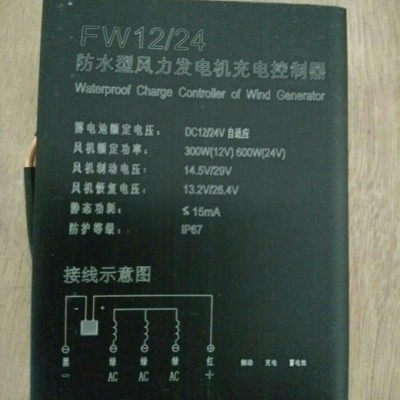 FW12/24
防水型风力发电机充电控制器
Waterproof Charge Controller of Wind Generator
蓄电池额定电压： DC12/24V 自适应
风机额定功率： 300W(12V) 600W(24V)
风机制动电压： 14.5V/29V
风机恢复电压： 13.2V/26.4V
静态功耗： ≤ 15mA
防护等级： IP67
接线示意图
- +
黑 绿 绿 绿 红
— AC AC AC + 制动 充电 蓄电池